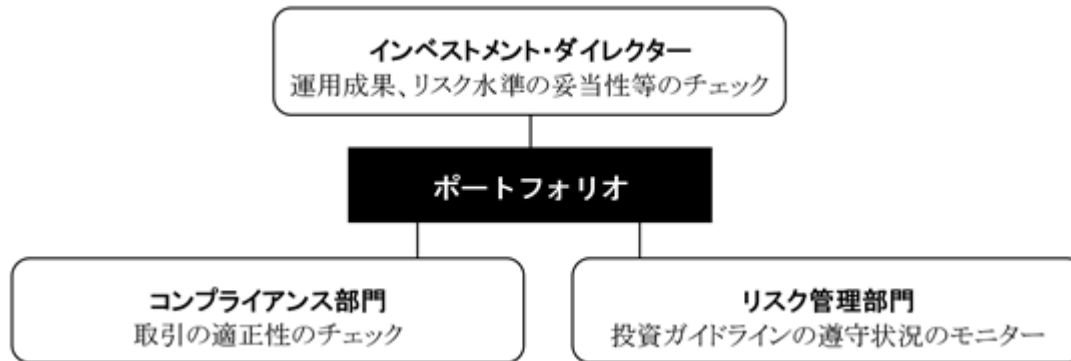 インベストメント・ダイレクター
運用成果、リスク水準の妥当性等のチェック
ポートフォリオ
コンプライアンス部門
取引の適正性のチェック
リスク管理部門
投資ガイドラインの遵守状況のモニター